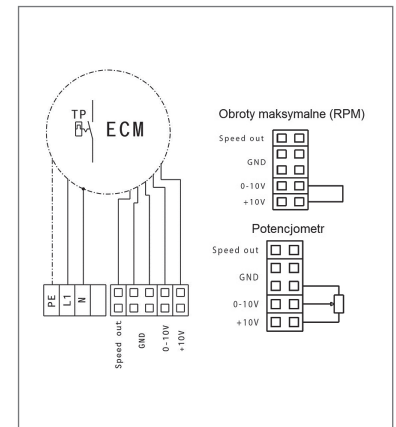 TP
ECM
PE
L1
N
Speed out
GND
0-10V
+10V
Obroty maksymalne (RPM)
Speed out
GND
0-10V
+10V
Potencjometr
Speed out
GND
0-10V
+10V